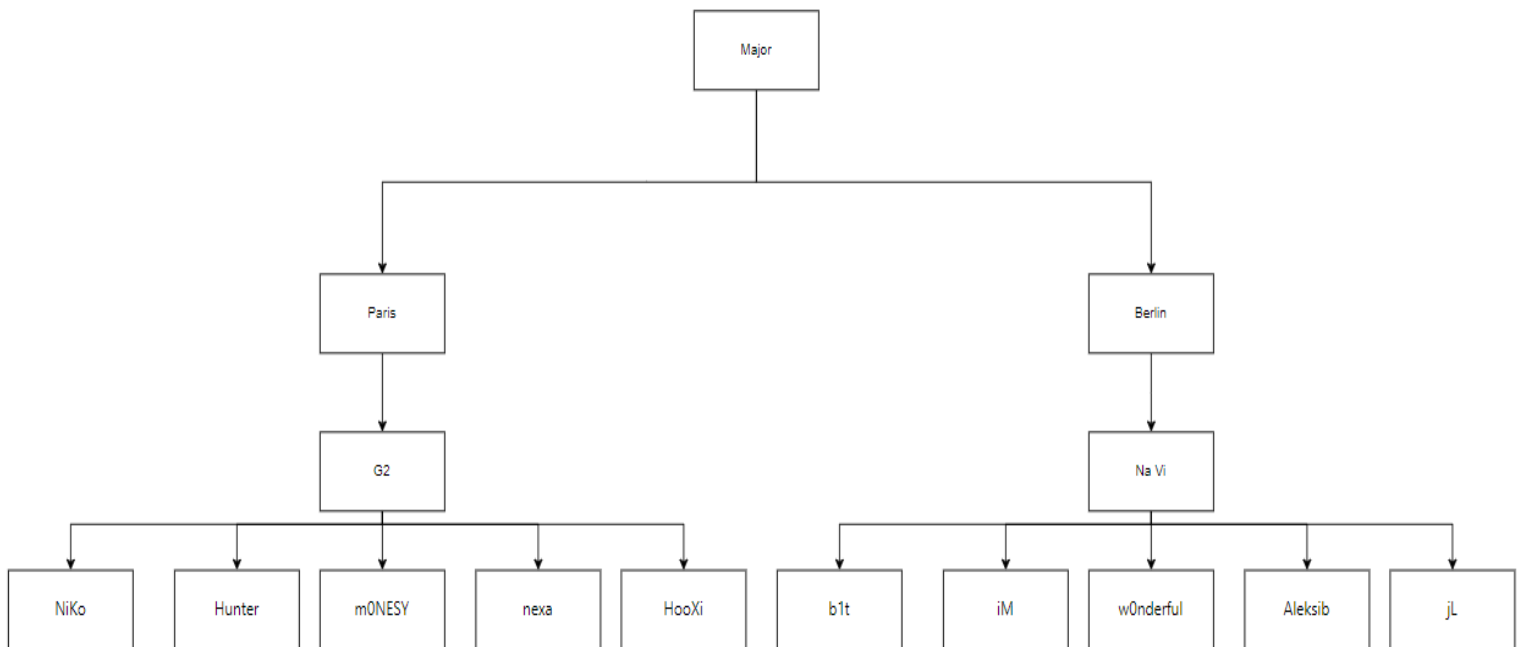 Major
Paris
Berlin
G2
Na Vi
NiKo
Hunter
m0NESY
nexa
HooXi
b1t
iM
w0nderful
Aleksib
jL